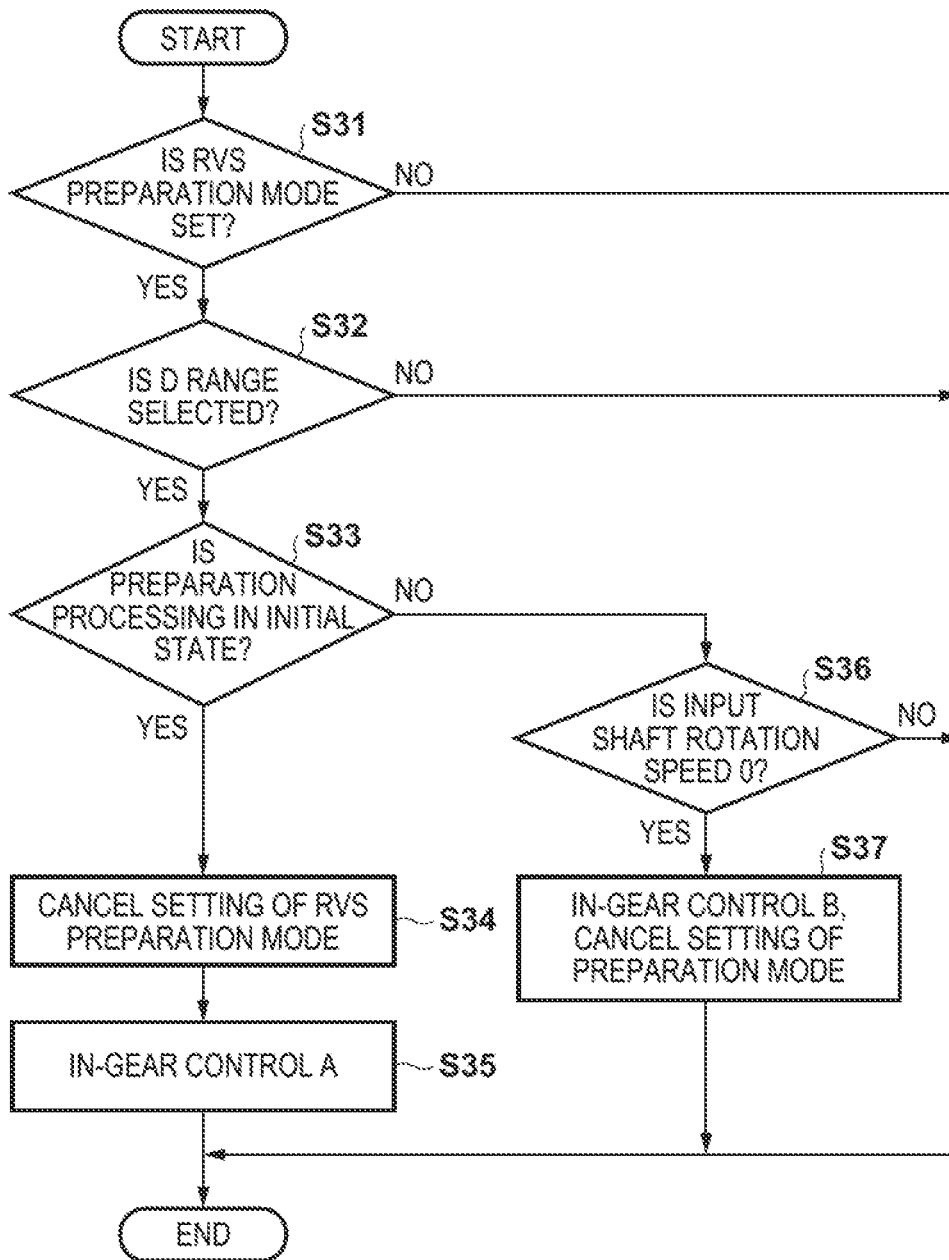 START
S31
IS RVS
PREPARATION MODE
SET?
NO
YES
S32
IS D RANGE
SELECTED?
NO
YES
S33
IS
PREPARATION
PROCESSING IN INITIAL
STATE?
NO
YES
S36
IS INPUT
SHAFT ROTATION
SPEED 0?
NO
YES
S37
IN-GEAR CONTROL B,
CANCEL SETTING OF
PREPARATION MODE
CANCEL SETTING OF RVS
PREPARATION MODE
S34
IN-GEAR CONTROL A
S35
END